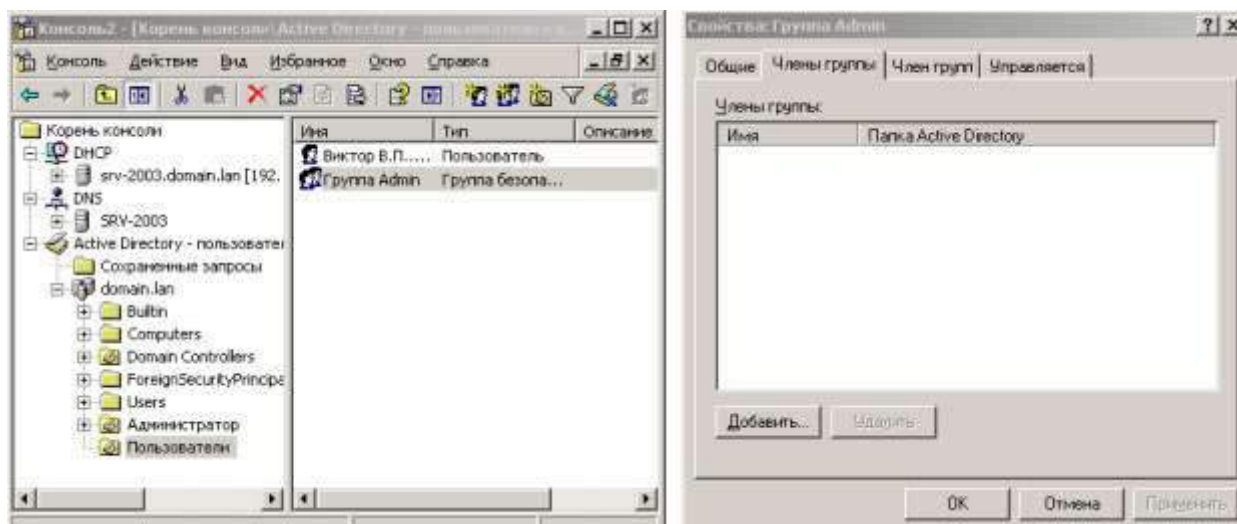 Консоль2 - [Корень консоли\Active Directory -
Консоль Действие Вид Избранное Окно Справка
Корень консоли
DHCP
srv-2003.domain.lan [192.
DNS
SRV-2003
Active Directory - пользовател
Сохраненные запросы
domain.lan
Builtin
Computers
Domain Controllers
ForeignSecurityPrincipa
Users
Администратор
Пользователи
Имя Тип Описание
Виктор В.П..... Пользователь
Группа Admin Группа безопа...
Свойства: Группа Admin
Общие Члены группы Член групп Управляется
Члены группы:
Имя Папка Active Directory
Добавить... Удалить
OK Отмена Применить